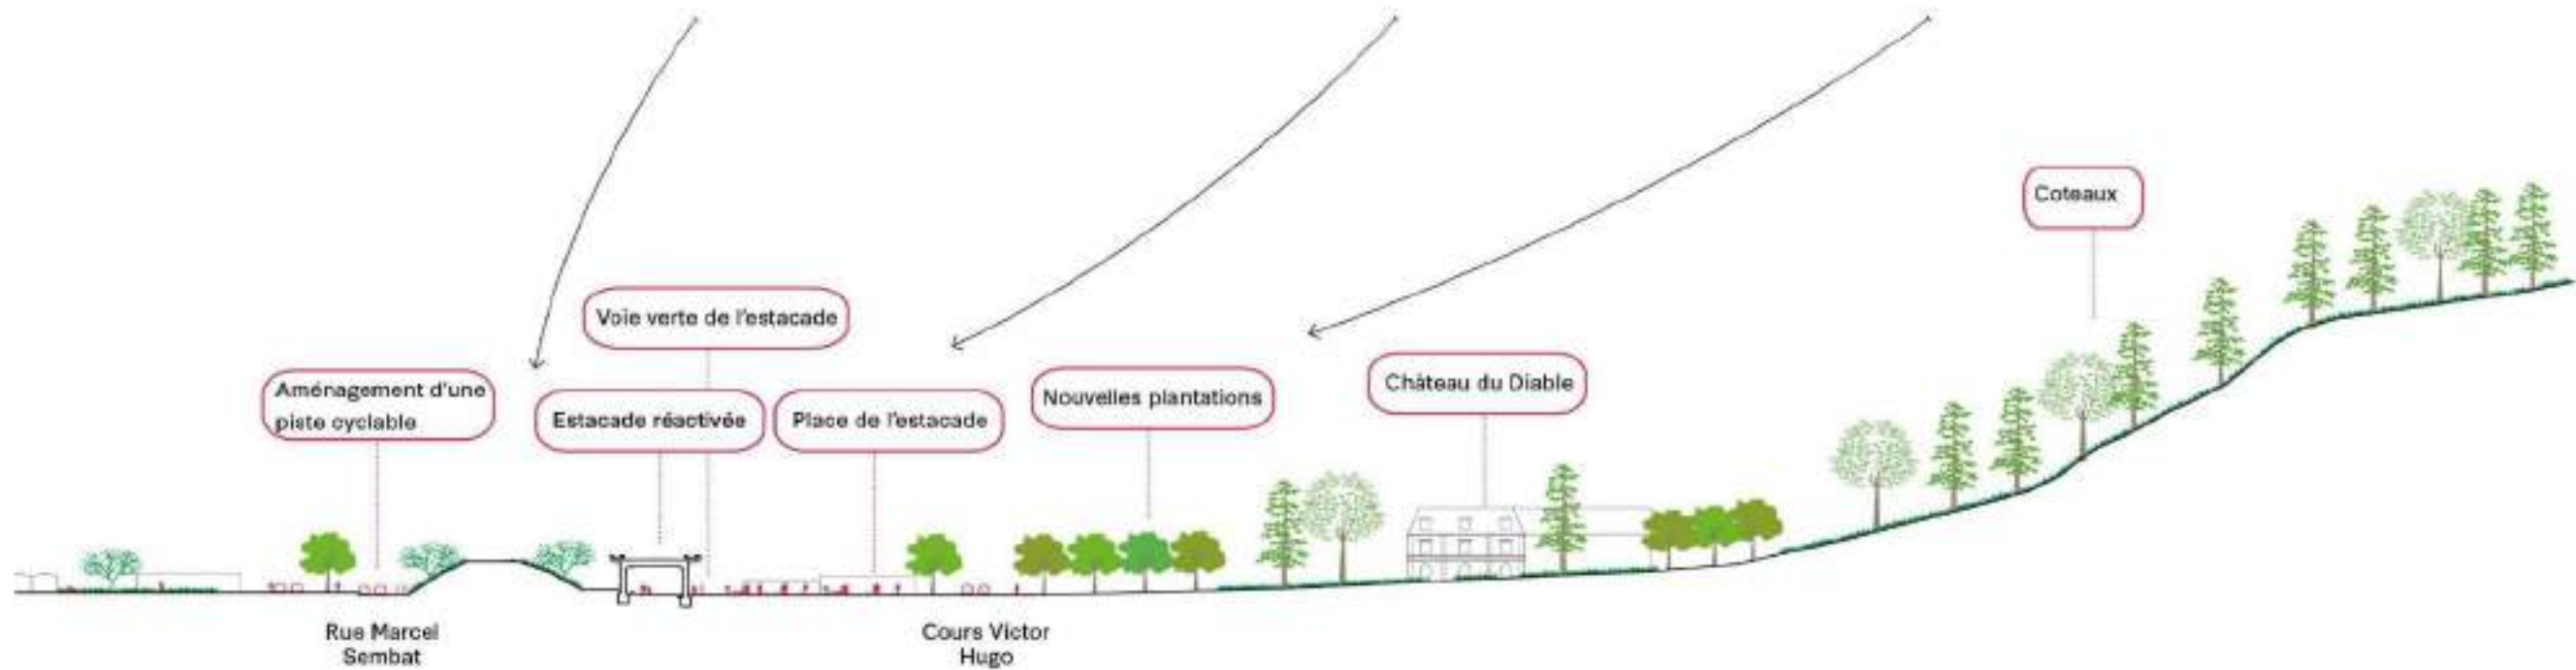 Coteaux
Voie verte de l'estacade
Aménagement d'une
piste cyclable
Estacade réactivée
Place de l'estacade
Nouvelles plantations
Château du Diable
Rue Marcel
Sembat
Cours Victor
Hugo